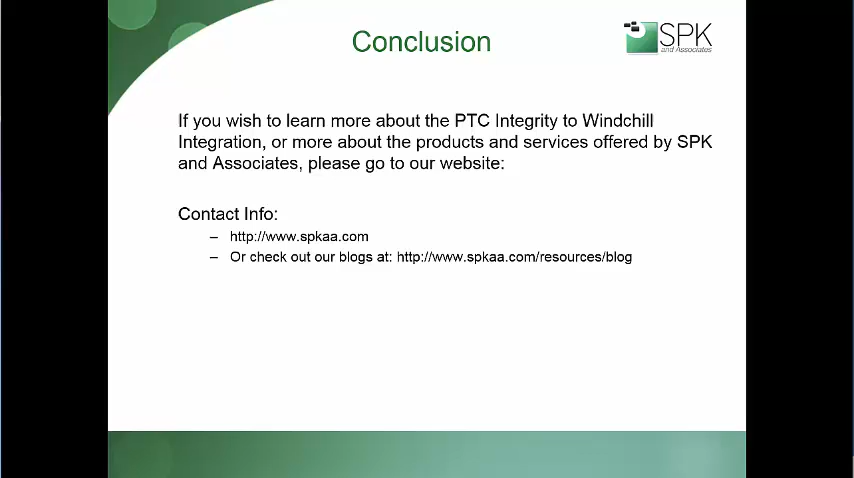 Conclusion
SPK
and Associates
If you wish to learn more about the PTC Integrity to Windchill
Integration, or more about the products and services offered by SPK
and Associates, please go to our website:
Contact Info:
– http://www.spkaa.com
– Or check out our blogs at: http://www.spkaa.com/resources/blog